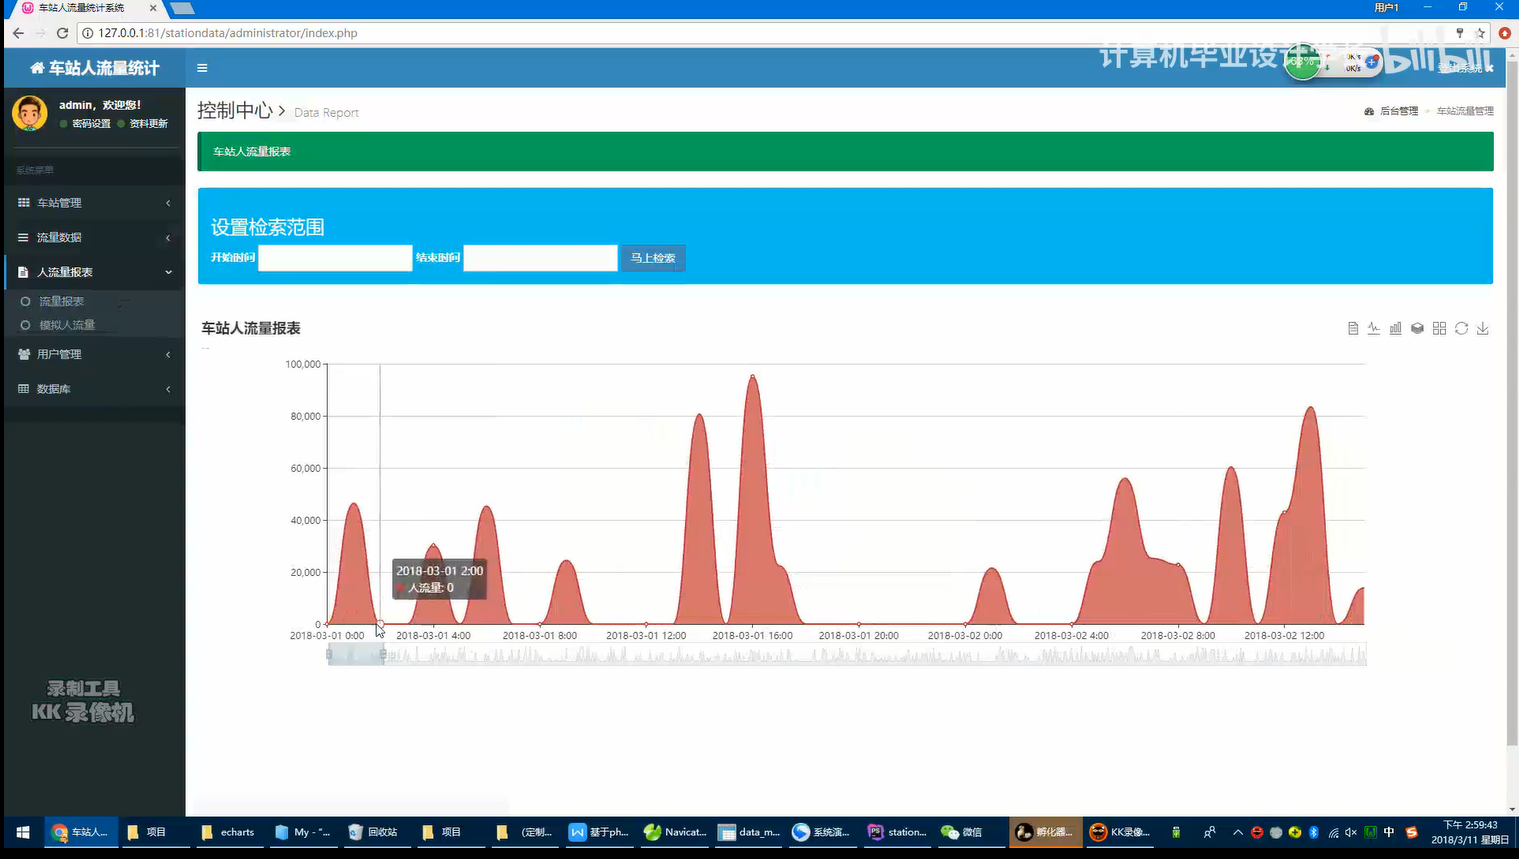 车站人流量统计系统
用户1
127.0.0.1:81/stationdata/administrator/index.php
计算机毕业设计
bilibili
车站人流量统计
63%
0K/s
0K/s
登出系统
admin，欢迎您!
密码设置
资料更新
控制中心 > Data Report
后台管理
车站流量管理
车站人流量报表
系统菜单
车站管理
流量数据
人流量报表
流量报表
模拟人流量
用户管理
数据库
设置检索范围
开始时间
结束时间
马上检索
车站人流量报表
100,000
80,000
60,000
40,000
20,000
0
2018-03-01 2:00
人流量: 0
2018-03-01 0:00
2018-03-01 4:00
2018-03-01 8:00
2018-03-01 12:00
2018-03-01 16:00
2018-03-01 20:00
2018-03-02 0:00
2018-03-02 4:00
2018-03-02 8:00
2018-03-02 12:00
录制工具
KK 录像机
车站人...
项目
echarts
My - "...
回收站
项目
(定制...
基于ph...
Navicat...
data_m...
系统演...
station...
微信
孵化器...
KK录像...
中
下午 2:59:43
2018/3/11 星期日